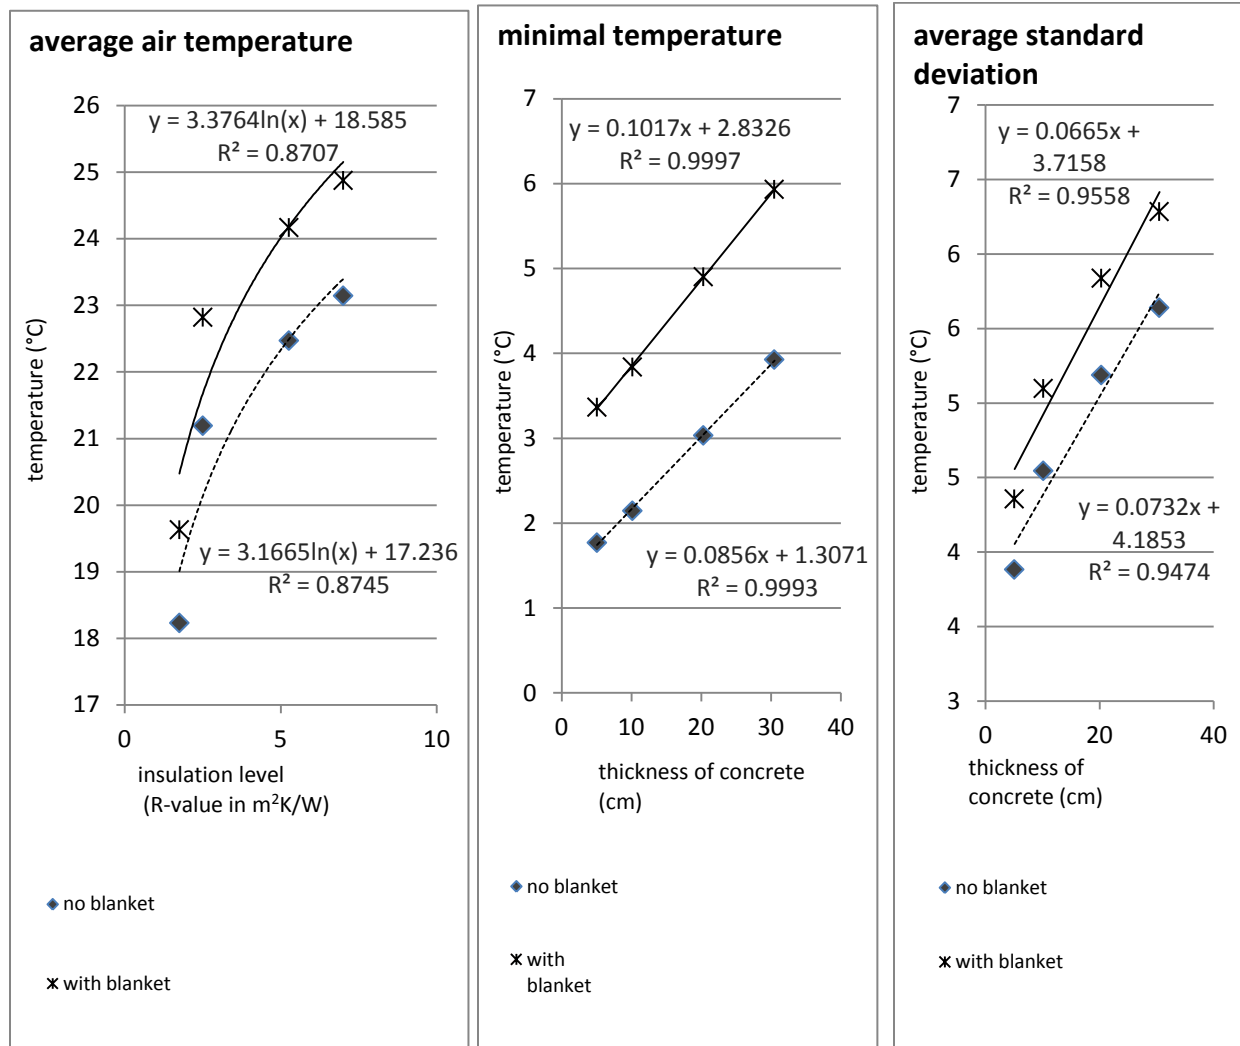 average air temperature
26
25
24
23
22
21
20
19
18
17
temperature (°C)
y = 3.3764ln(x) + 18.585
R² = 0.8707
y = 3.1665ln(x) + 17.236
R² = 0.8745
0
5
10
insulation level
(R-value in m²K/W)
no blanket
with blanket
minimal temperature
7
6
5
4
3
2
1
0
temperature (°C)
y = 0.1017x + 2.8326
R² = 0.9997
y = 0.0856x + 1.3071
R² = 0.9993
0
10
20
30
40
thickness of concrete
(cm)
no blanket
with
blanket
average standard
deviation
7
7
6
6
5
5
4
4
3
temperature (°C)
y = 0.0665x +
3.7158
R² = 0.9558
y = 0.0732x +
4.1853
R² = 0.9474
0
20
40
thickness of
concrete (cm)
no blanket
with blanket